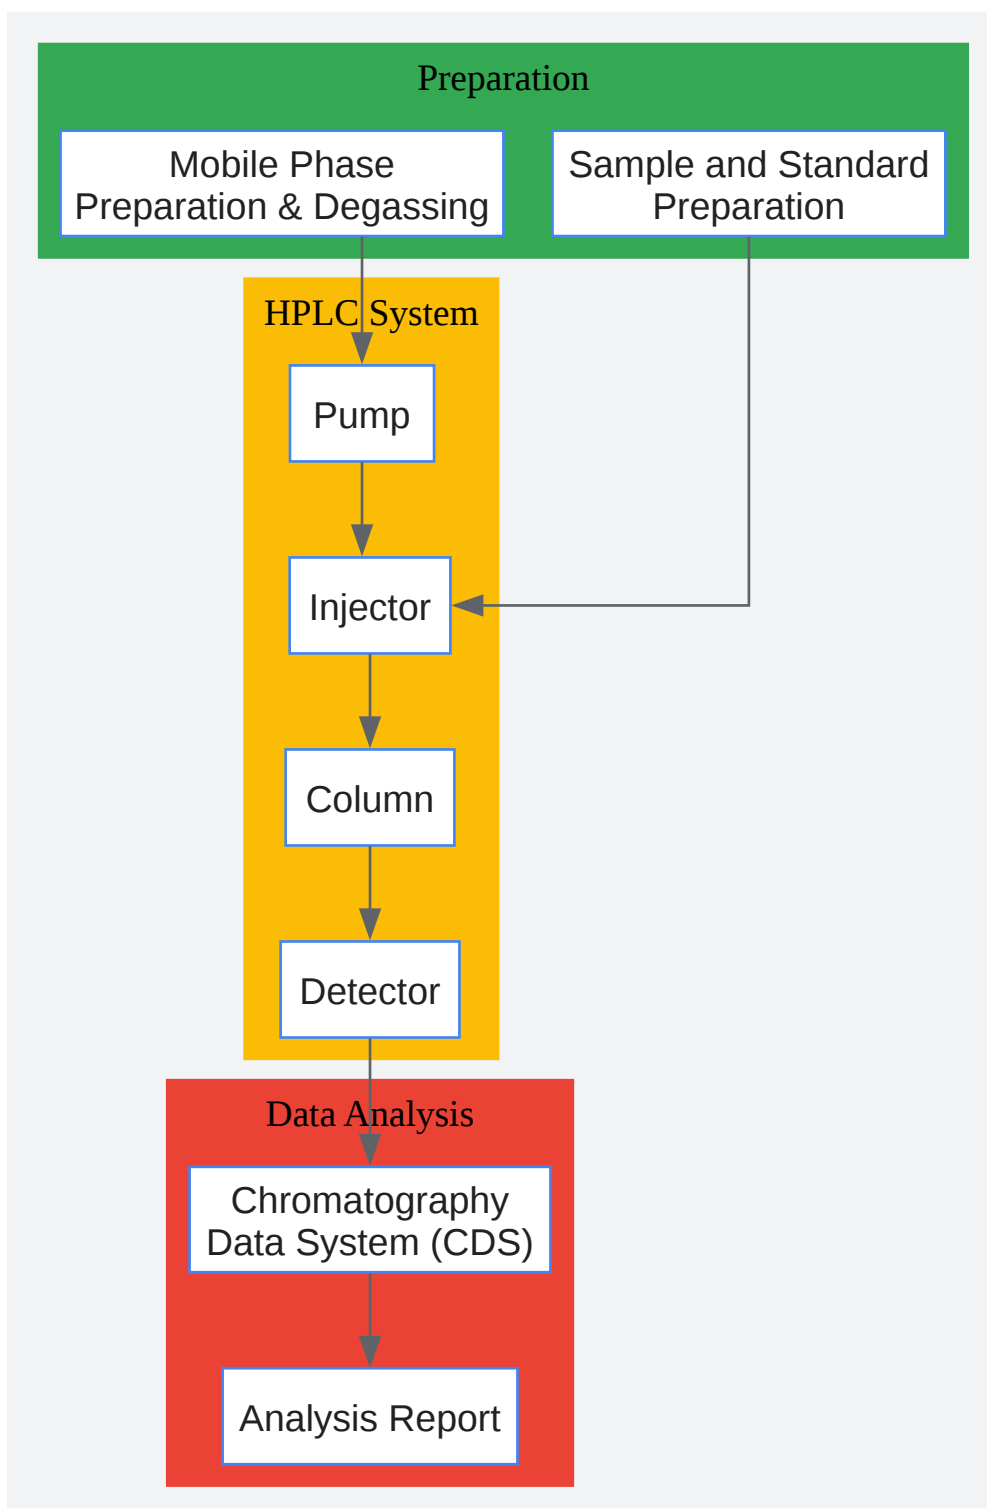 Preparation
Mobile Phase
Preparation & Degassing
Sample and Standard
Preparation
HPLC System
Pump
Injector
Column
Detector
Data Analysis
Chromatography
Data System (CDS)
Analysis Report